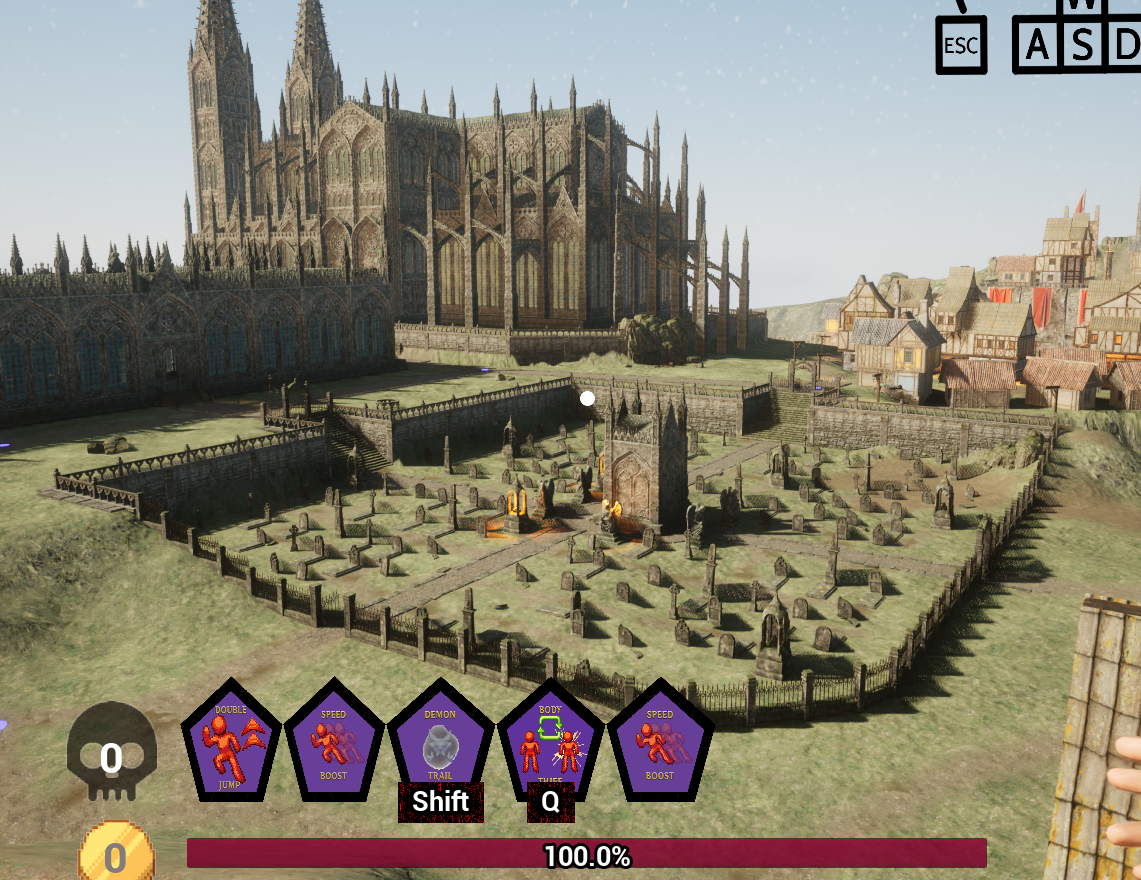 W
ESC
A S D
DOUBLE
JUMP
SPEED
BOOST
DEMON
TRAIL
Shift
BODY
THIEF
Q
SPEED
BOOST
0
0
100.0%